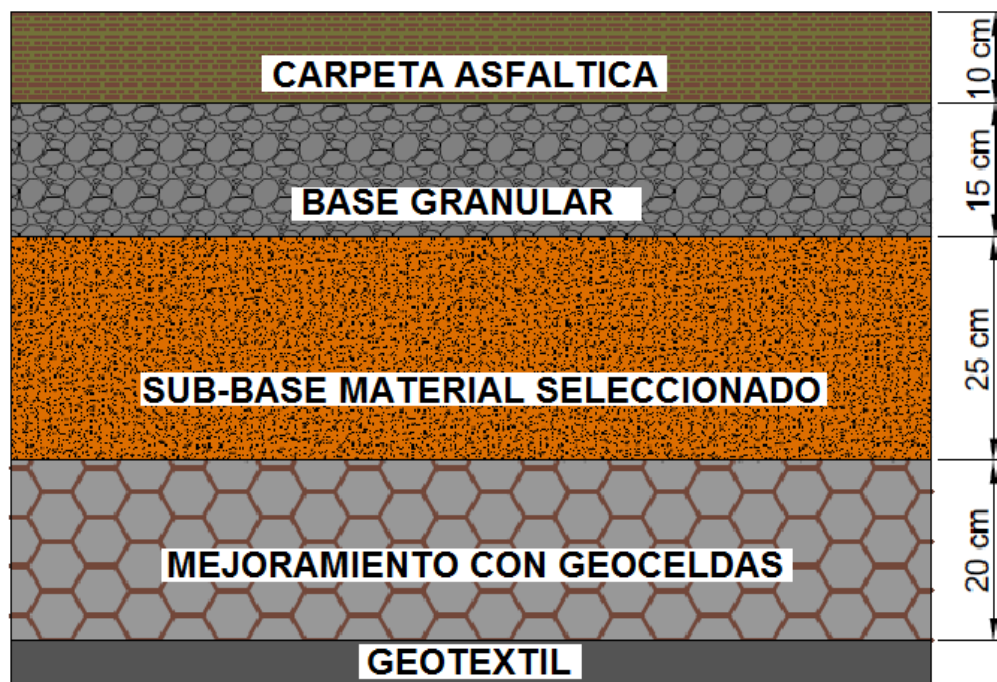 CARPETA ASFALTICA
10 cm
BASE GRANULAR
15 cm
SUB-BASE MATERIAL SELECCIONADO
25 cm
MEJORAMIENTO CON GEOCELDAS
20 cm
GEOTEXTIL